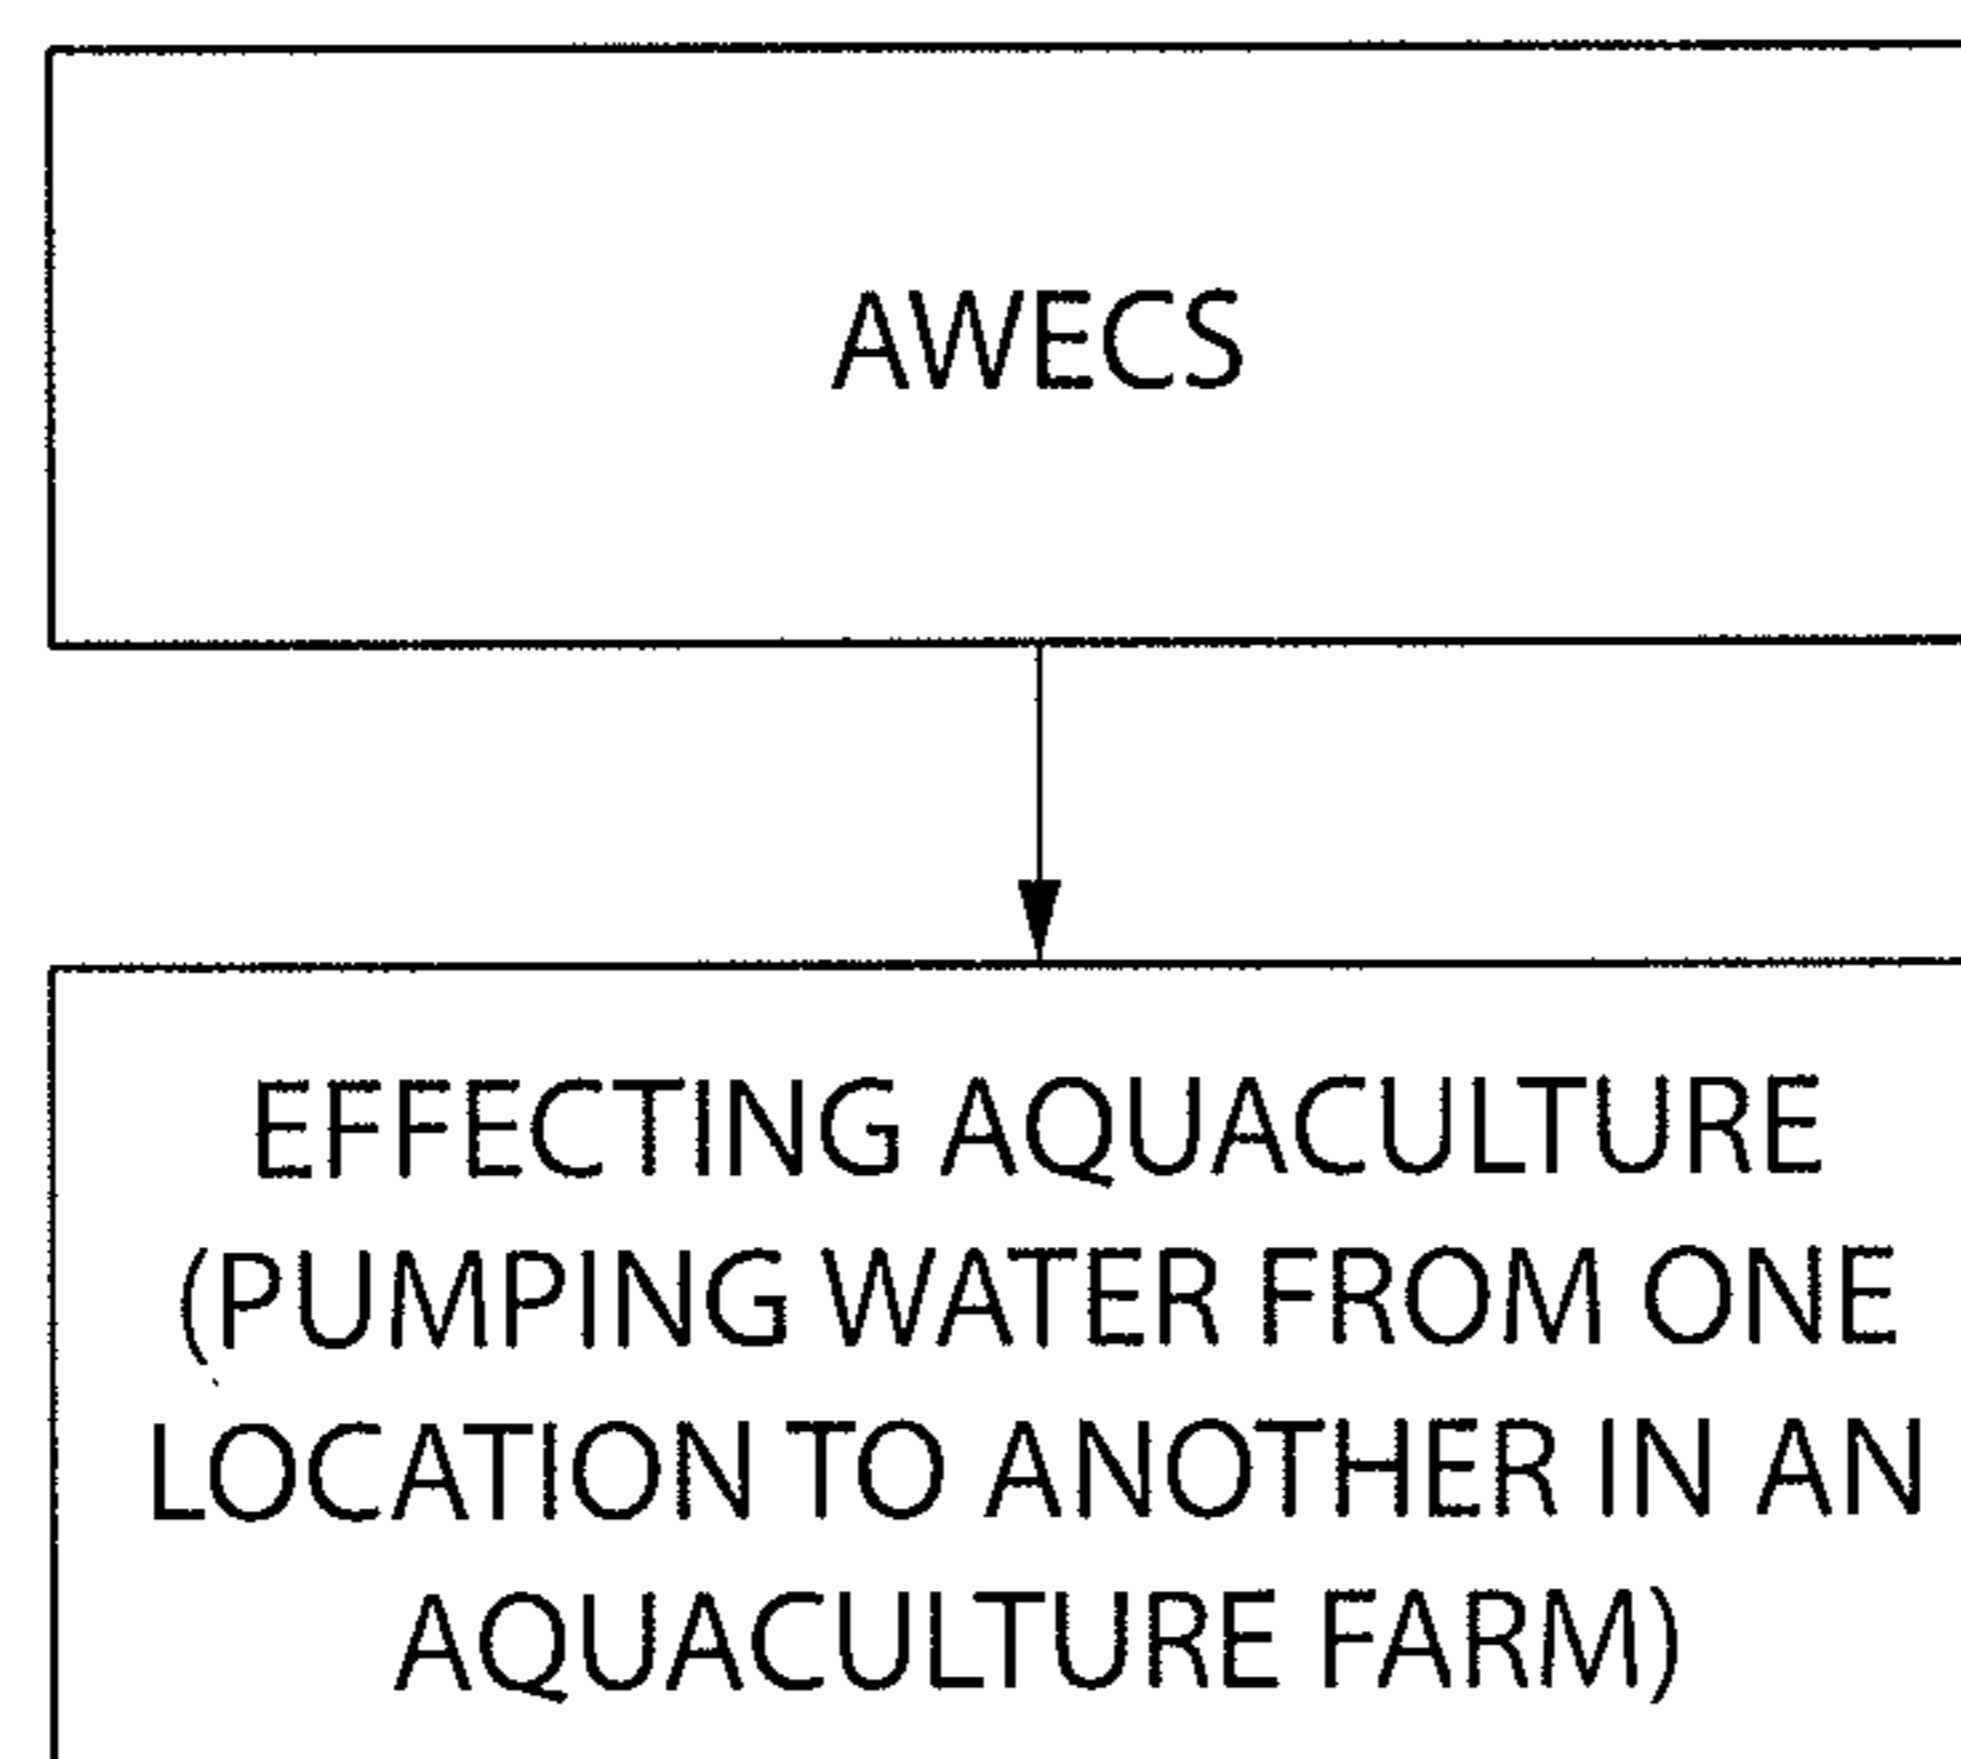 AWECS
EFFECTING AQUACULTURE
(PUMPING WATER FROM ONE
LOCATION TO ANOTHER IN AN
AQUACULTURE FARM)